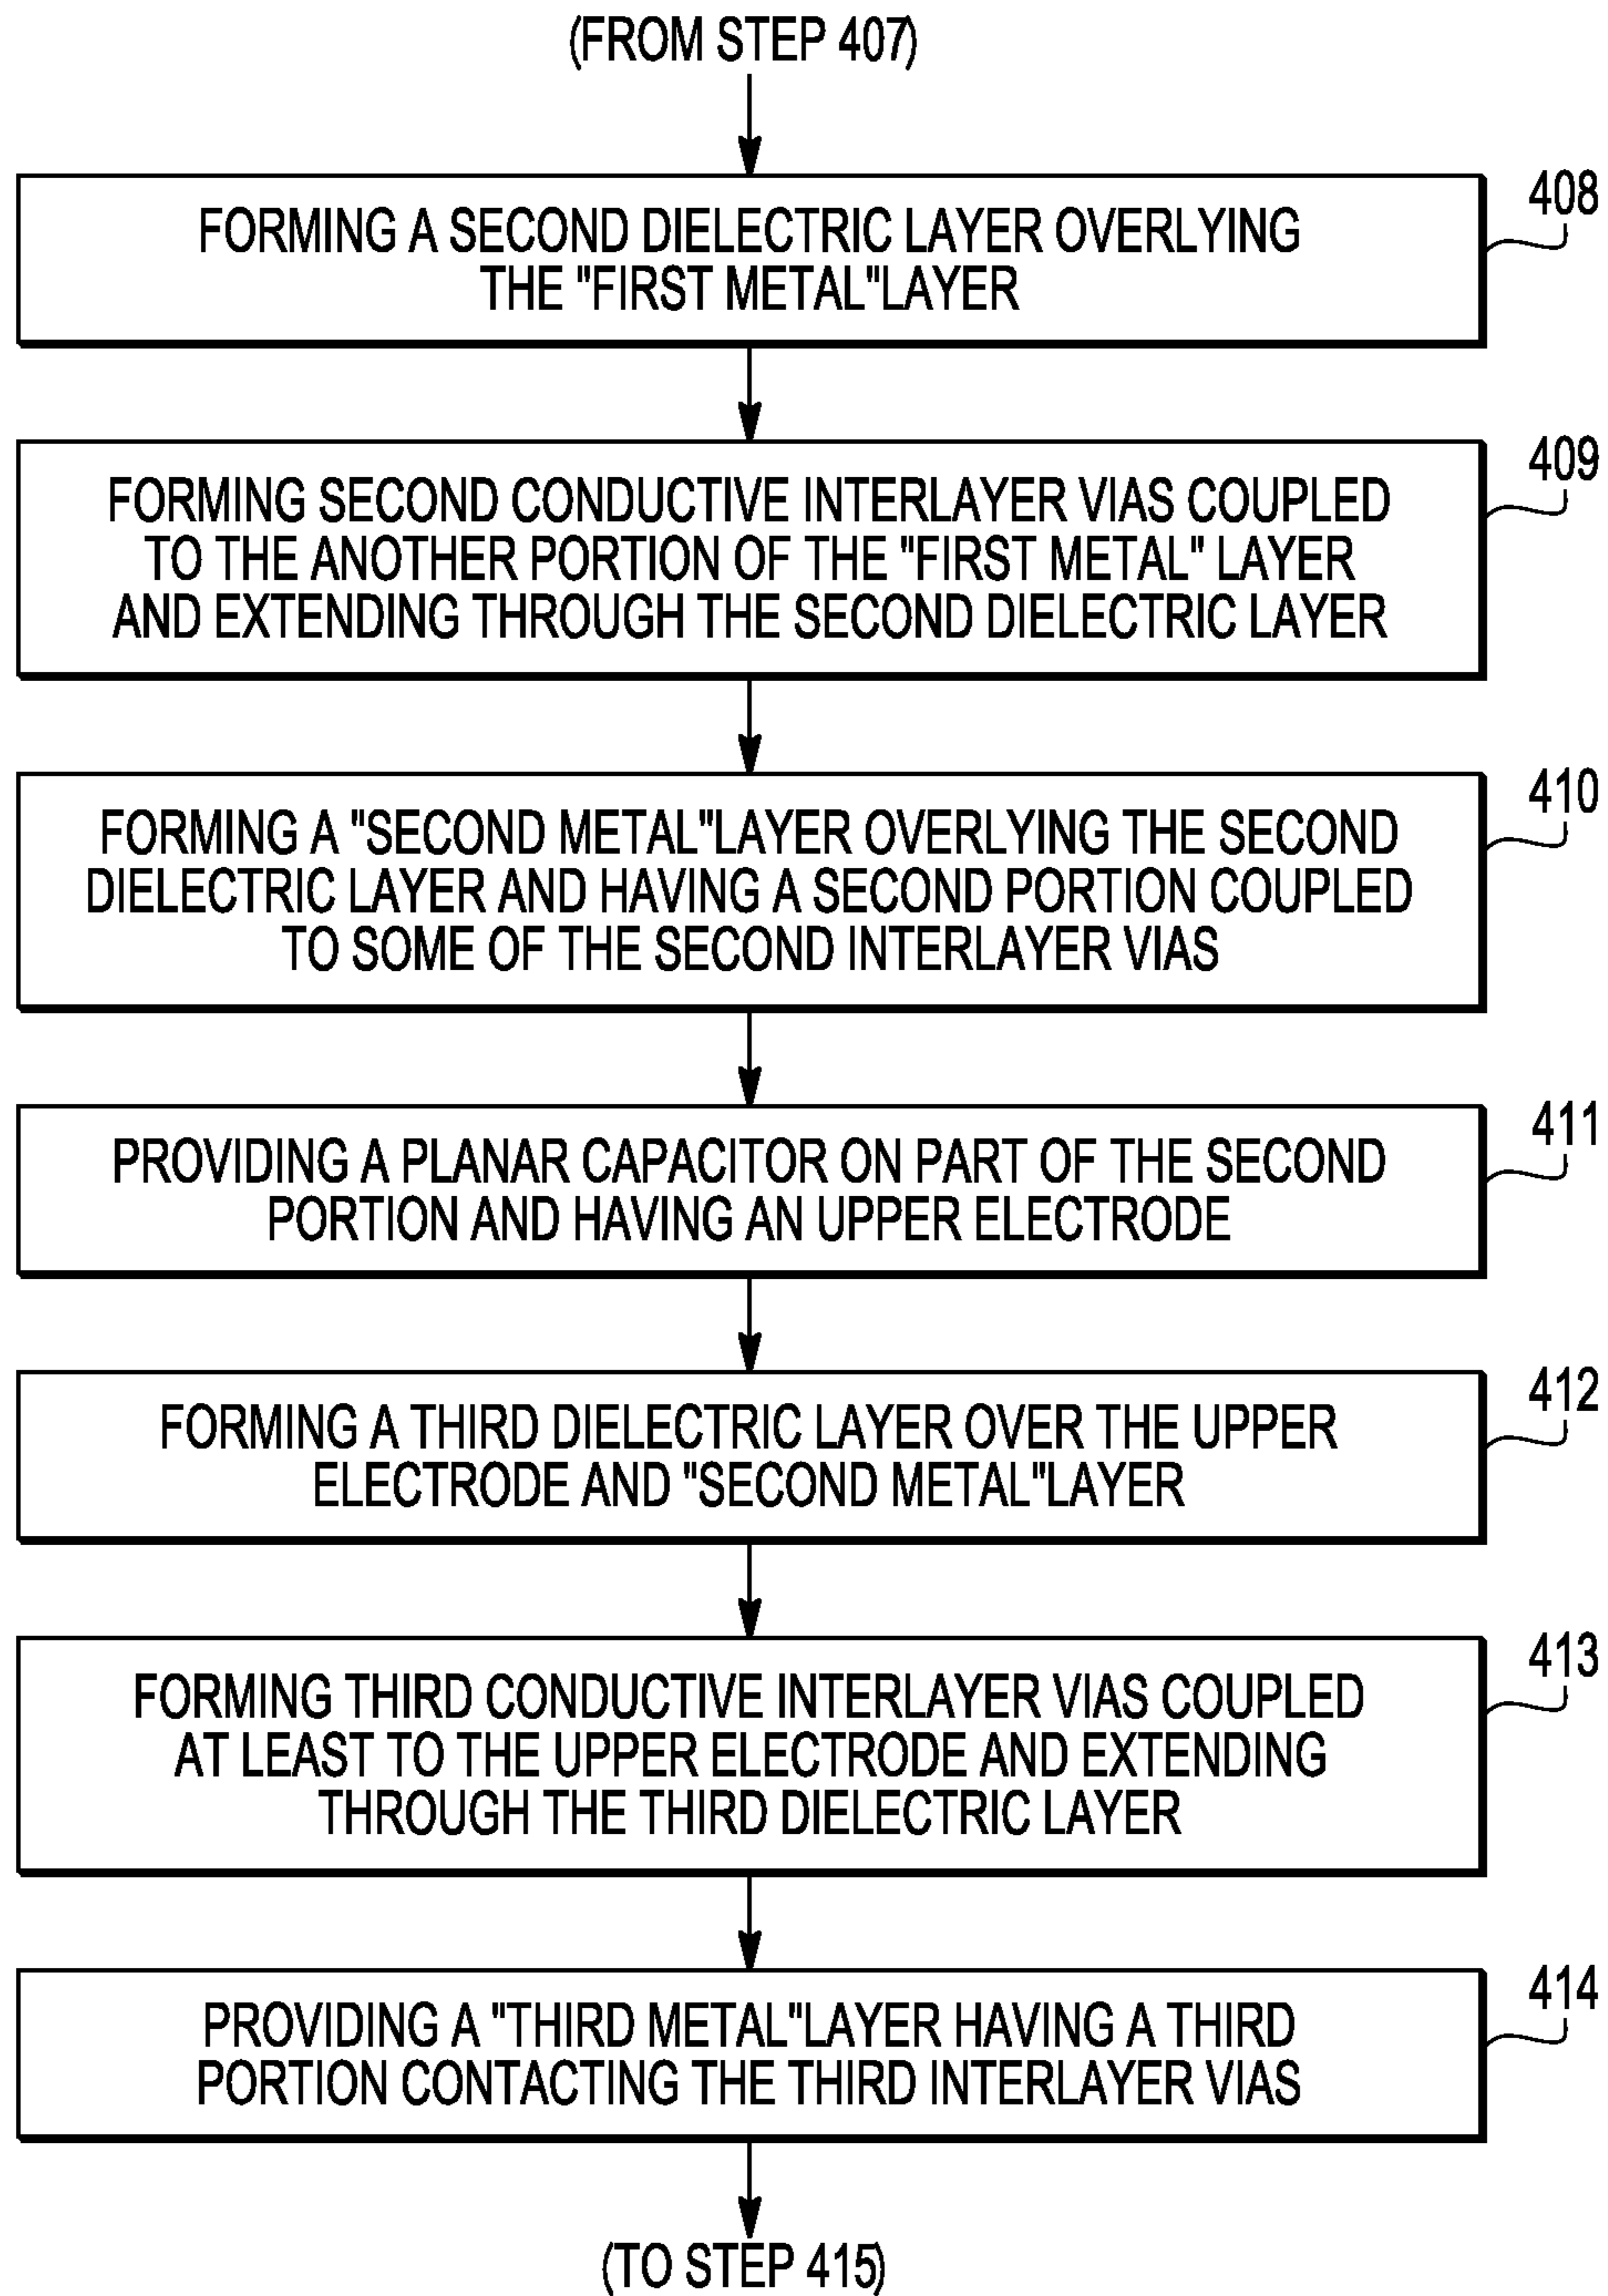 (FROM STEP 407)
408
FORMING A SECOND DIELECTRIC LAYER OVERLYING
THE "FIRST METAL"LAYER
409
FORMING SECOND CONDUCTIVE INTERLAYER VIAS COUPLED
TO THE ANOTHER PORTION OF THE "FIRST METAL" LAYER
AND EXTENDING THROUGH THE SECOND DIELECTRIC LAYER
410
FORMING A "SECOND METAL"LAYER OVERLYING THE SECOND
DIELECTRIC LAYER AND HAVING A SECOND PORTION COUPLED
TO SOME OF THE SECOND INTERLAYER VIAS
411
PROVIDING A PLANAR CAPACITOR ON PART OF THE SECOND
PORTION AND HAVING AN UPPER ELECTRODE
412
FORMING A THIRD DIELECTRIC LAYER OVER THE UPPER
ELECTRODE AND "SECOND METAL"LAYER
413
FORMING THIRD CONDUCTIVE INTERLAYER VIAS COUPLED
AT LEAST TO THE UPPER ELECTRODE AND EXTENDING
THROUGH THE THIRD DIELECTRIC LAYER
414
PROVIDING A "THIRD METAL"LAYER HAVING A THIRD
PORTION CONTACTING THE THIRD INTERLAYER VIAS
(TO STEP 415)